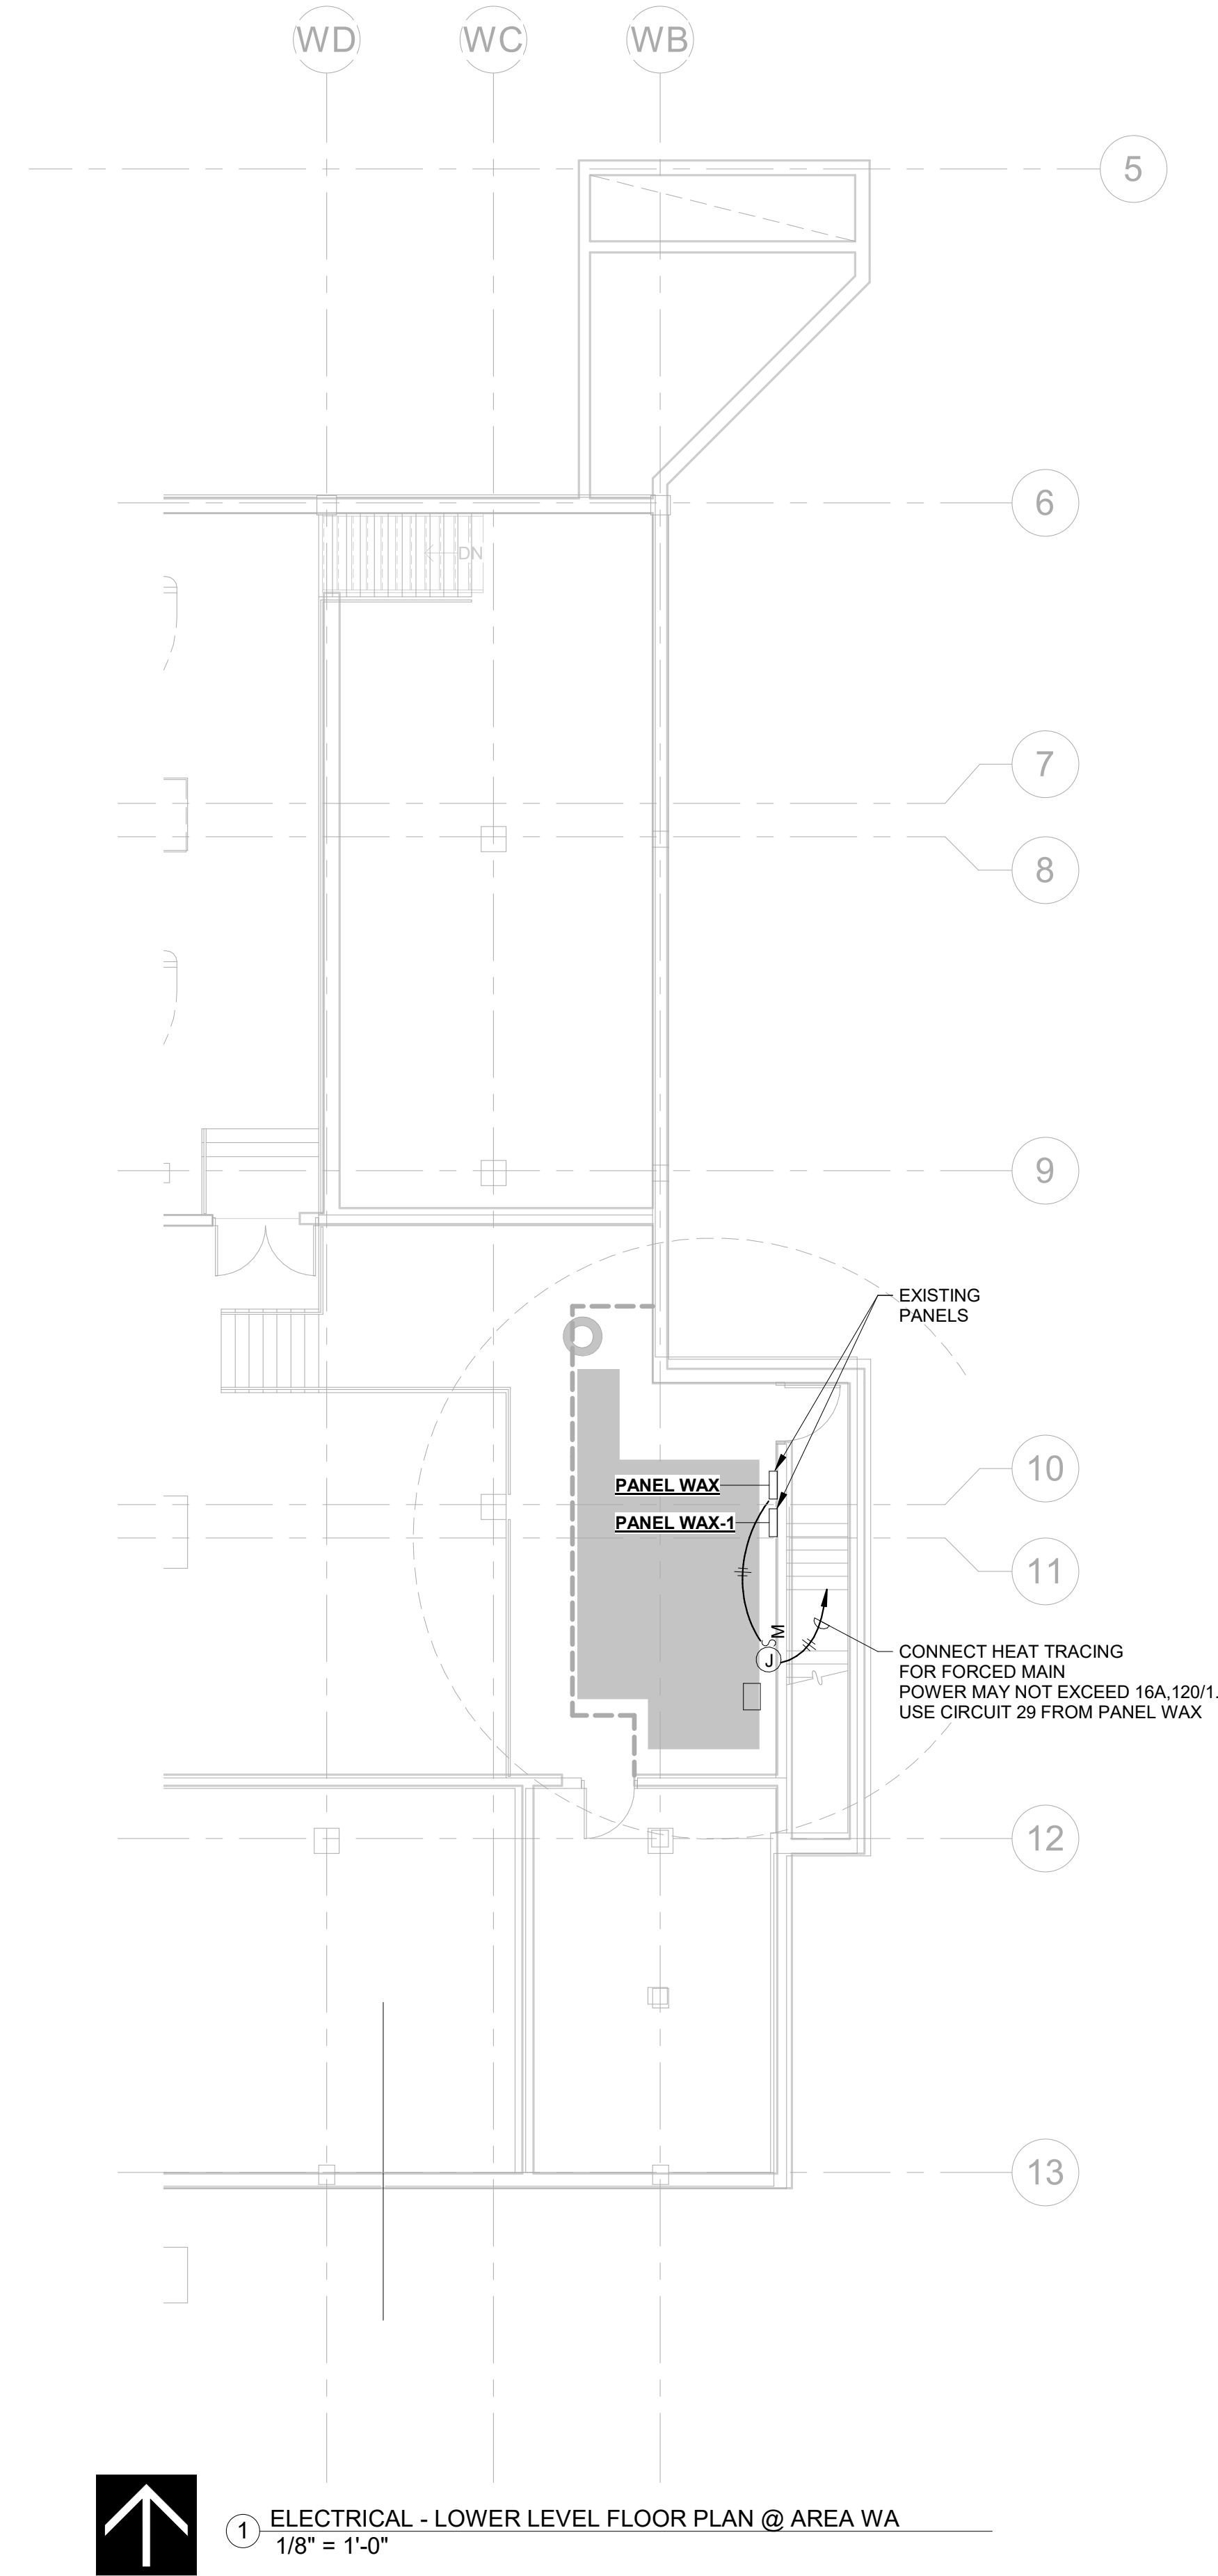 WD
WC
WB
5
6
DN
7
8
9
EXISTING
PANELS
10
PANEL WAX
PANEL WAX-1
11
M
J
CONNECT HEAT TRACING
FOR FORCED MAIN
POWER MAY NOT EXCEED 16A,120/1.
USE CIRCUIT 29 FROM PANEL WAX
12
13
1
ELECTRICAL - LOWER LEVEL FLOOR PLAN @ AREA WA
1/8" = 1'-0"